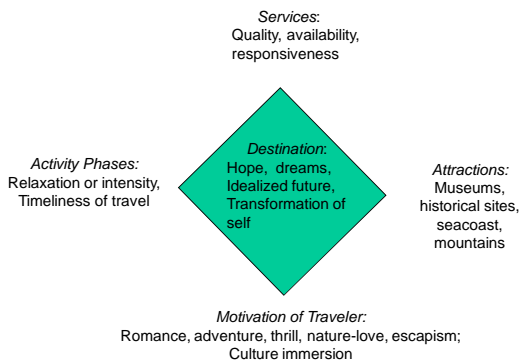 Services:
Quality, availability,
responsiveness
Destination:
Hope, dreams,
Idealized future,
Transformation of
self
Activity Phases:
Relaxation or intensity,
Timeliness of travel
Attractions:
Museums,
historical sites,
seacoast,
mountains
Motivation of Traveler:
Romance, adventure, thrill, nature-love, escapism;
Culture immersion